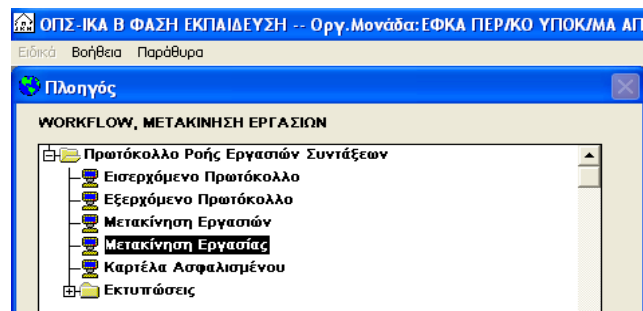 ΟΠΣ-ΙΚΑ Β ΦΑΣΗ ΕΚΠΑΙΔΕΥΣΗ -- Οργ.Μονάδα:ΕΦΚΑ ΠΕΡ/ΚΟ ΥΠΟΚ/ΜΑ ΑΠ
Ειδικά Βοήθεια Παράθυρα
Πλοηγός
WORKFLOW, ΜΕΤΑΚΙΝΗΣΗ ΕΡΓΑΣΙΩΝ
Πρωτόκολλο Ροής Εργασιών Συντάξεων
Εισερχόμενο Πρωτόκολλο
Εξερχόμενο Πρωτόκολλο
Μετακίνηση Εργασιών
Μετακίνηση Εργασίας
Καρτέλα Ασφαλισμένου
Εκτυπώσεις